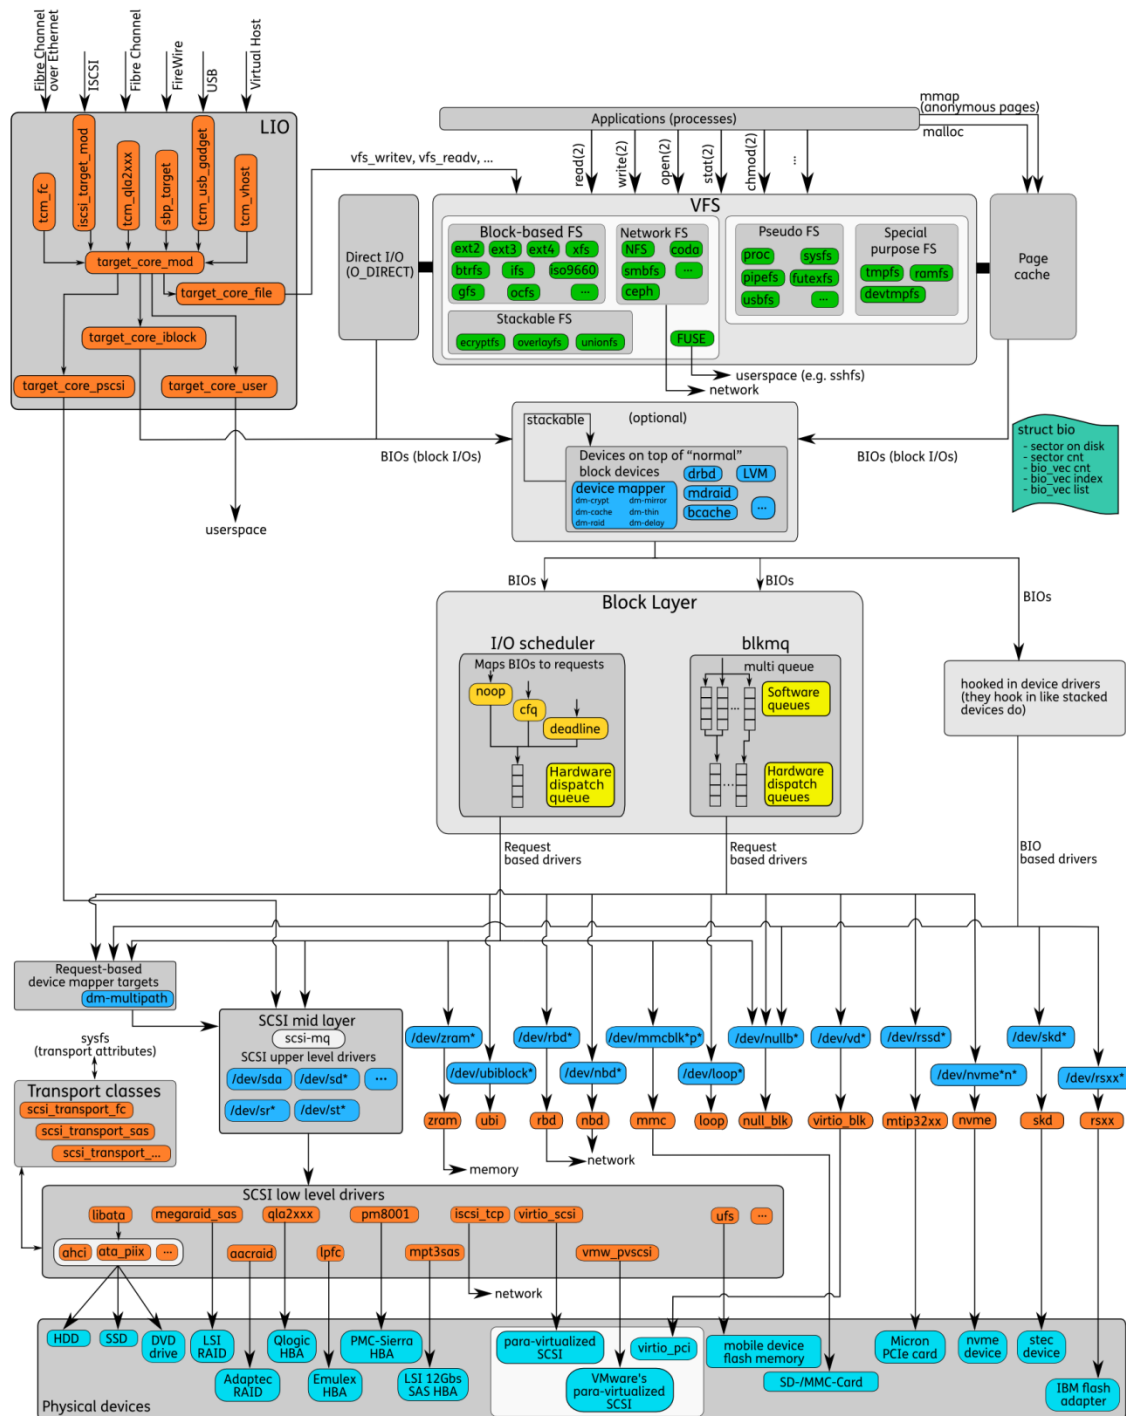 Fibre Channel
over Ethernet
ISCSI
Fibre Channel
FireWire
USB
Virtual Host
LIO
tcm_fc
iscsi_target_mod
tcm_qla2xxx
sbp_target
tcm_usb_gadget
tcm_vhost
target_core_mod
target_core_file
target_core_iblock
target_core_pscsi
target_core_user
userspace
vfs_writev, vfs_readv, ...
Applications (processes)
mmap
(anonymous pages)
malloc
read(2)
write(2)
open(2)
stat(2)
chmod(2)
...
VFS
Direct I/O
(O_DIRECT)
Block-based FS
ext2
ext3
ext4
xfs
btrfs
ifs
iso9660
gfs
ocfs
...
Network FS
NFS
coda
smbfs
...
ceph
Pseudo FS
proc
sysfs
pipefs
futexfs
usbfs
...
Special
purpose FS
tmpfs
ramfs
devtmpfs
Page
cache
Stackable FS
ecryptfs
overlayfs
unionfs
FUSE
userspace (e.g. sshfs)
network
stackable
(optional)
Devices on top of “normal”
block devices
drbd
LVM
device mapper
dm-crypt
dm-mirror
dm-cache
dm-thin
dm-raid
dm-delay
mdraid
bcache
...
BIOs (block I/Os)
BIOs (block I/Os)
struct bio
- sector on disk
- sector cnt
- bio_vec cnt
- bio_vec index
- bio_vec list
BIOs
BIOs
BIOs
Block Layer
I/O scheduler
Maps BIOs to requests
noop
cfq
deadline
Hardware
dispatch
queue
blkmq
multi queue
...
Software
queues
...
Hardware
dispatch
queues
hooked in device drivers
(they hook in like stacked
devices do)
Request
based drivers
Request
based drivers
BIO
based drivers
Request-based
device mapper targets
dm-multipath
sysfs
(transport attributes)
Transport classes
scsi_transport_fc
scsi_transport_sas
scsi_transport_...
SCSI mid layer
scsi-mq
SCSI upper level drivers
/dev/sda
/dev/sd*
...
/dev/sr*
/dev/st*
/dev/zram*
/dev/rbd*
/dev/mmcblk*p*
/dev/nullb*
/dev/vd*
/dev/rssd*
/dev/skd*
/dev/ubiblock*
/dev/nbd*
/dev/loop*
/dev/nvme*n*
/dev/rsxx*
zram
ubi
rbd
nbd
mmc
loop
null_blk
virtio_blk
mtip32xx
nvme
skd
rsxx
memory
network
SCSI low level drivers
libata
megaraid_sas
qla2xxx
pm8001
iscsi_tcp
virtio_scsi
ufs
...
ahci
ata_piix
...
aacraid
lpfc
mpt3sas
vmw_pvscsi
network
HDD
SSD
DVD
drive
LSI
RAID
Qlogic
HBA
PMC-Sierra
HBA
para-virtualized
SCSI
virtio_pci
mobile device
flash memory
Micron
PCIe card
nvme
device
stec
device
Adaptec
RAID
Emulex
HBA
LSI 12Gbs
SAS HBA
VMware's
para-virtualized
SCSI
SD-/MMC-Card
IBM flash
adapter
Physical devices